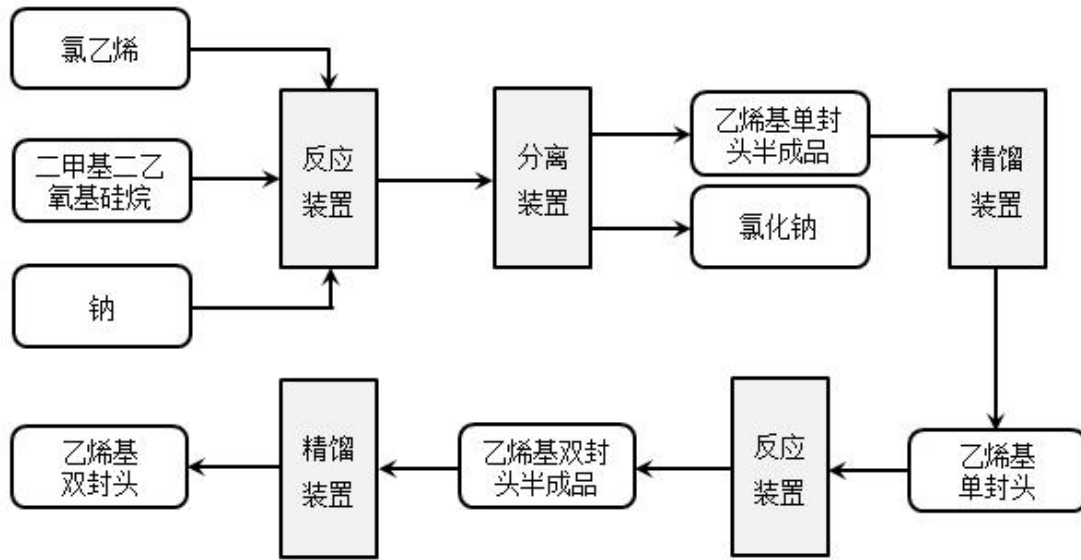 氯乙烯
二甲基二乙
氧基硅烷
钠
反应
装置
分离
装置
乙烯基单封
头半成品
氯化钠
精馏
装置
乙烯基
单封头
反应
装置
乙烯基双封
头半成品
精馏
装置
乙烯基
双封头